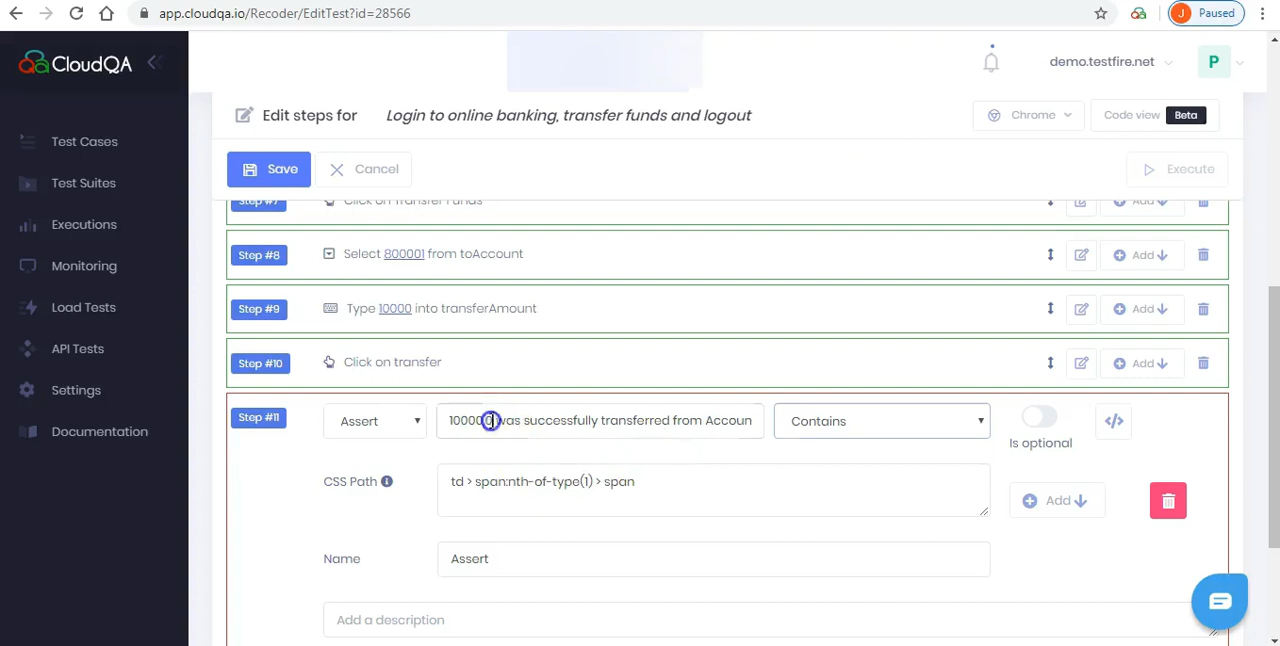 app.cloudqa.io/Recoder/EditTest?id=28566
J Paused
CloudQA
demo.testfire.net
P
Test Cases
Test Suites
Executions
Monitoring
Load Tests
API Tests
Settings
Documentation
Edit steps for Login to online banking, transfer funds and logout
Chrome
Code view Beta
Save
Cancel
Execute
Step #7 Click on Transfer Funds Add
Step #8 Select 800001 from toAccount Add
Step #9 Type 10000 into transferAmount Add
Step #10 Click on transfer Add
Step #11 Assert 10000.0 was successfully transferred from Accoun Contains
Is optional
CSS Path td > span:nth-of-type(1) > span
Add
Name Assert
Add a description